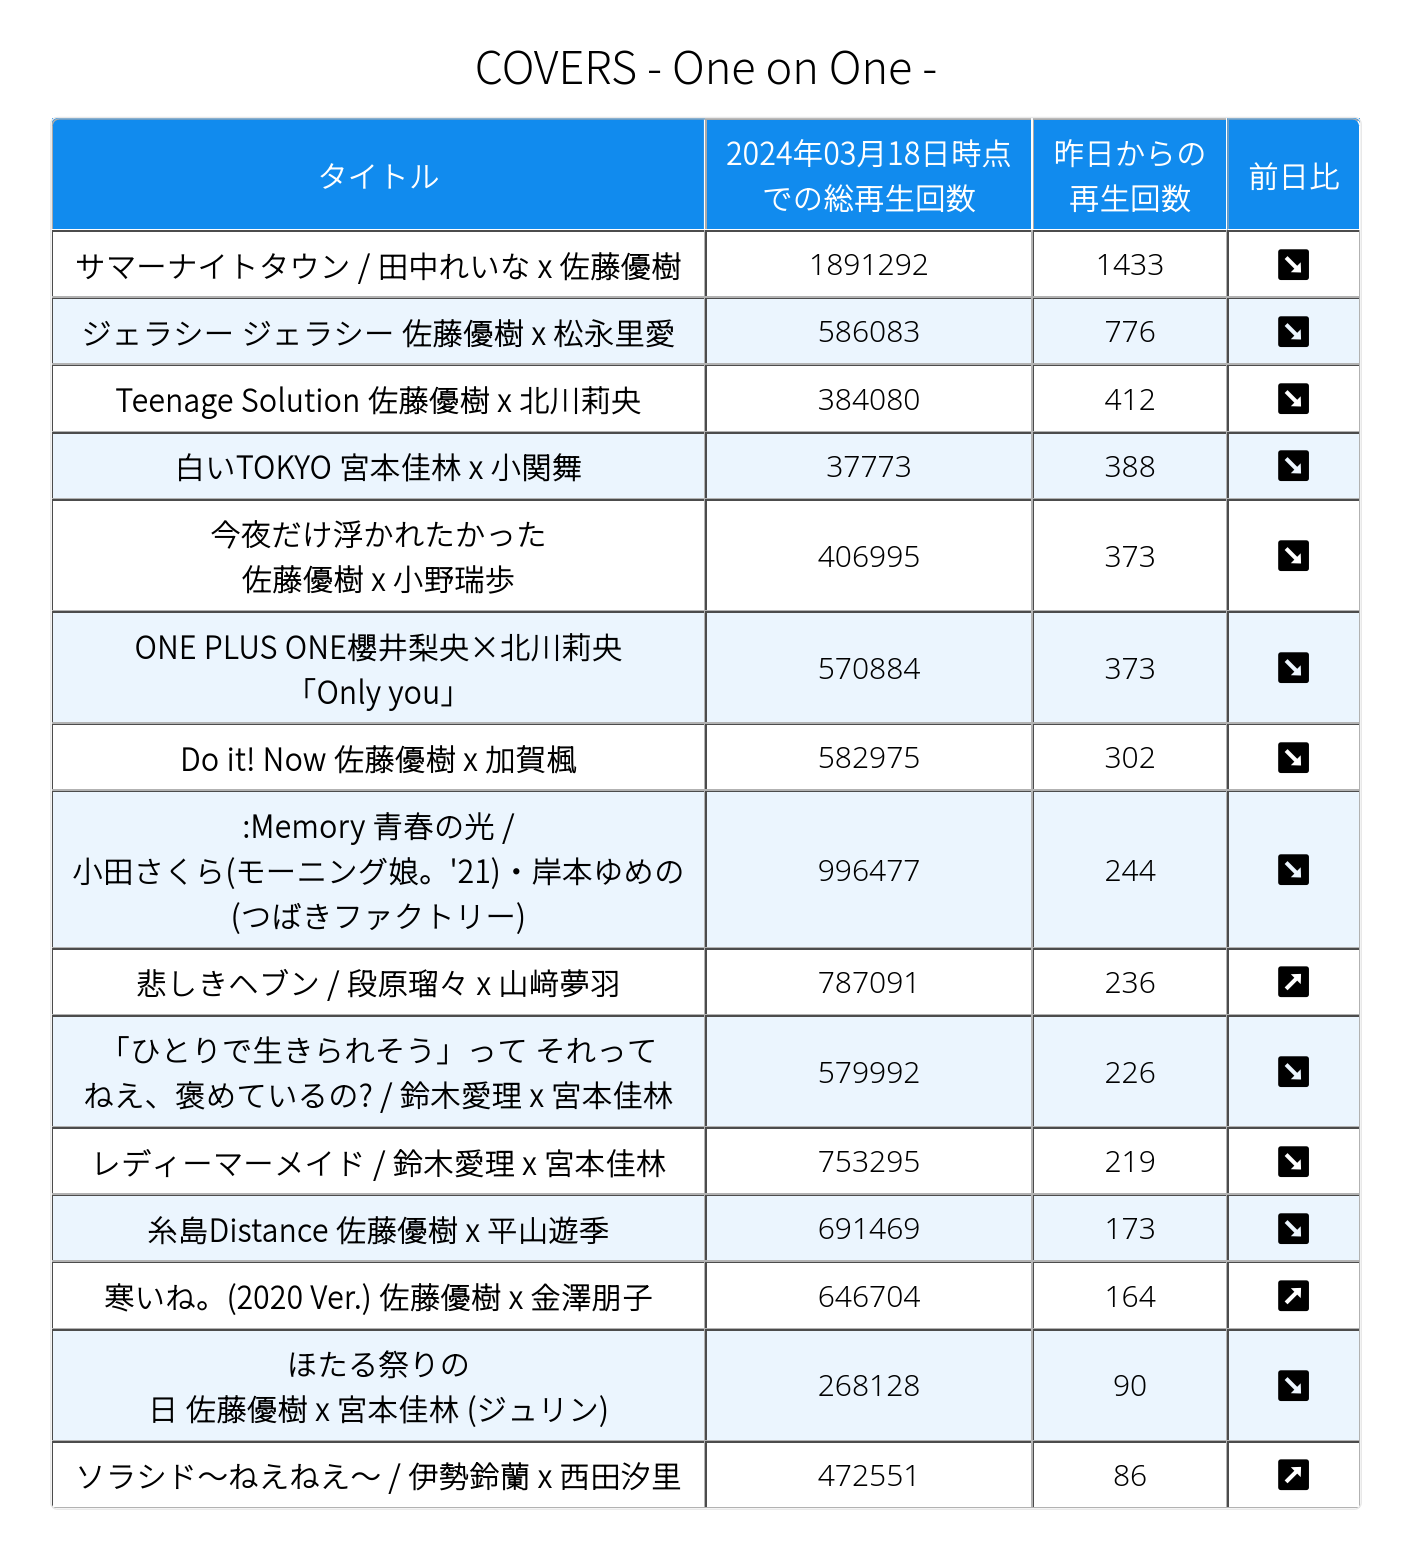 COVERS - One on One -
タイトル
2024年03月18日時点
での総再生回数
昨日からの
再生回数
前日比
サマーナイトタウン / 田中れいな x 佐藤優樹
1891292
1433
ジェラシー ジェラシー 佐藤優樹 x 松永里愛
586083
776
Teenage Solution 佐藤優樹 x 北川莉央
384080
412
白いTOKYO 宮本佳林 x 小関舞
37773
388
今夜だけ浮かれたかった
佐藤優樹 x 小野瑞歩
406995
373
ONE PLUS ONE櫻井梨央×北川莉央
「Only you」
570884
373
Do it! Now 佐藤優樹 x 加賀楓
582975
302
:Memory 青春の光 /
小田さくら(モーニング娘。'21)・岸本ゆめの
(つばきファクトリー)
996477
244
悲しきヘブン / 段原瑠々 x 山﨑夢羽
787091
236
「ひとりで生きられそう」って それって
ねえ、褒めているの? / 鈴木愛理 x 宮本佳林
579992
226
レディーマーメイド / 鈴木愛理 x 宮本佳林
753295
219
糸島Distance 佐藤優樹 x 平山遊季
691469
173
寒いね。(2020 Ver.) 佐藤優樹 x 金澤朋子
646704
164
ほたる祭りの
日 佐藤優樹 x 宮本佳林 (ジュリン)
268128
90
ソラシド〜ねえねえ〜 / 伊勢鈴蘭 x 西田汐里
472551
86